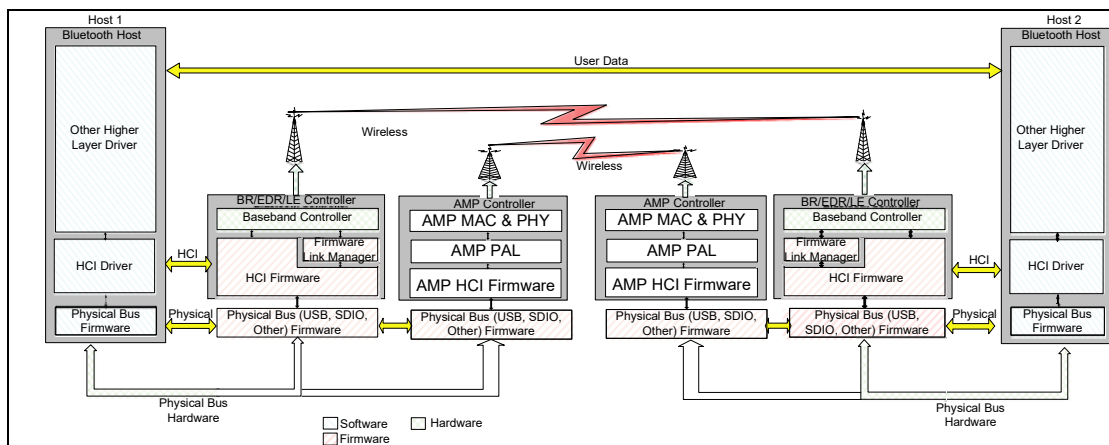 Host 1
Bluetooth Host
Other Higher
Layer Driver
HCI Driver
Physical Bus
Firmware
HCI
Physical
User Data
Wireless
Wireless
BR/EDR/LE Controller
Baseband Controller
Firmware
Link Manager
HCI Firmware
Physical Bus (USB, SDIO,
Other) Firmware
AMP Controller
AMP MAC & PHY
AMP PAL
AMP HCI Firmware
Physical Bus (USB, SDIO,
Other) Firmware
AMP Controller
AMP MAC & PHY
AMP PAL
AMP HCI Firmware
Physical Bus (USB, SDIO,
Other) Firmware
BR/EDR/LE Controller
Baseband Controller
Firmware
Link Manager
HCI Firmware
Physical Bus (USB,
SDIO, Other) Firmware
HCI
Physical
Host 2
Bluetooth Host
Other Higher
Layer Driver
HCI Driver
Physical Bus
Firmware
Physical Bus
Hardware
Physical Bus
Hardware
Software
Hardware
Firmware